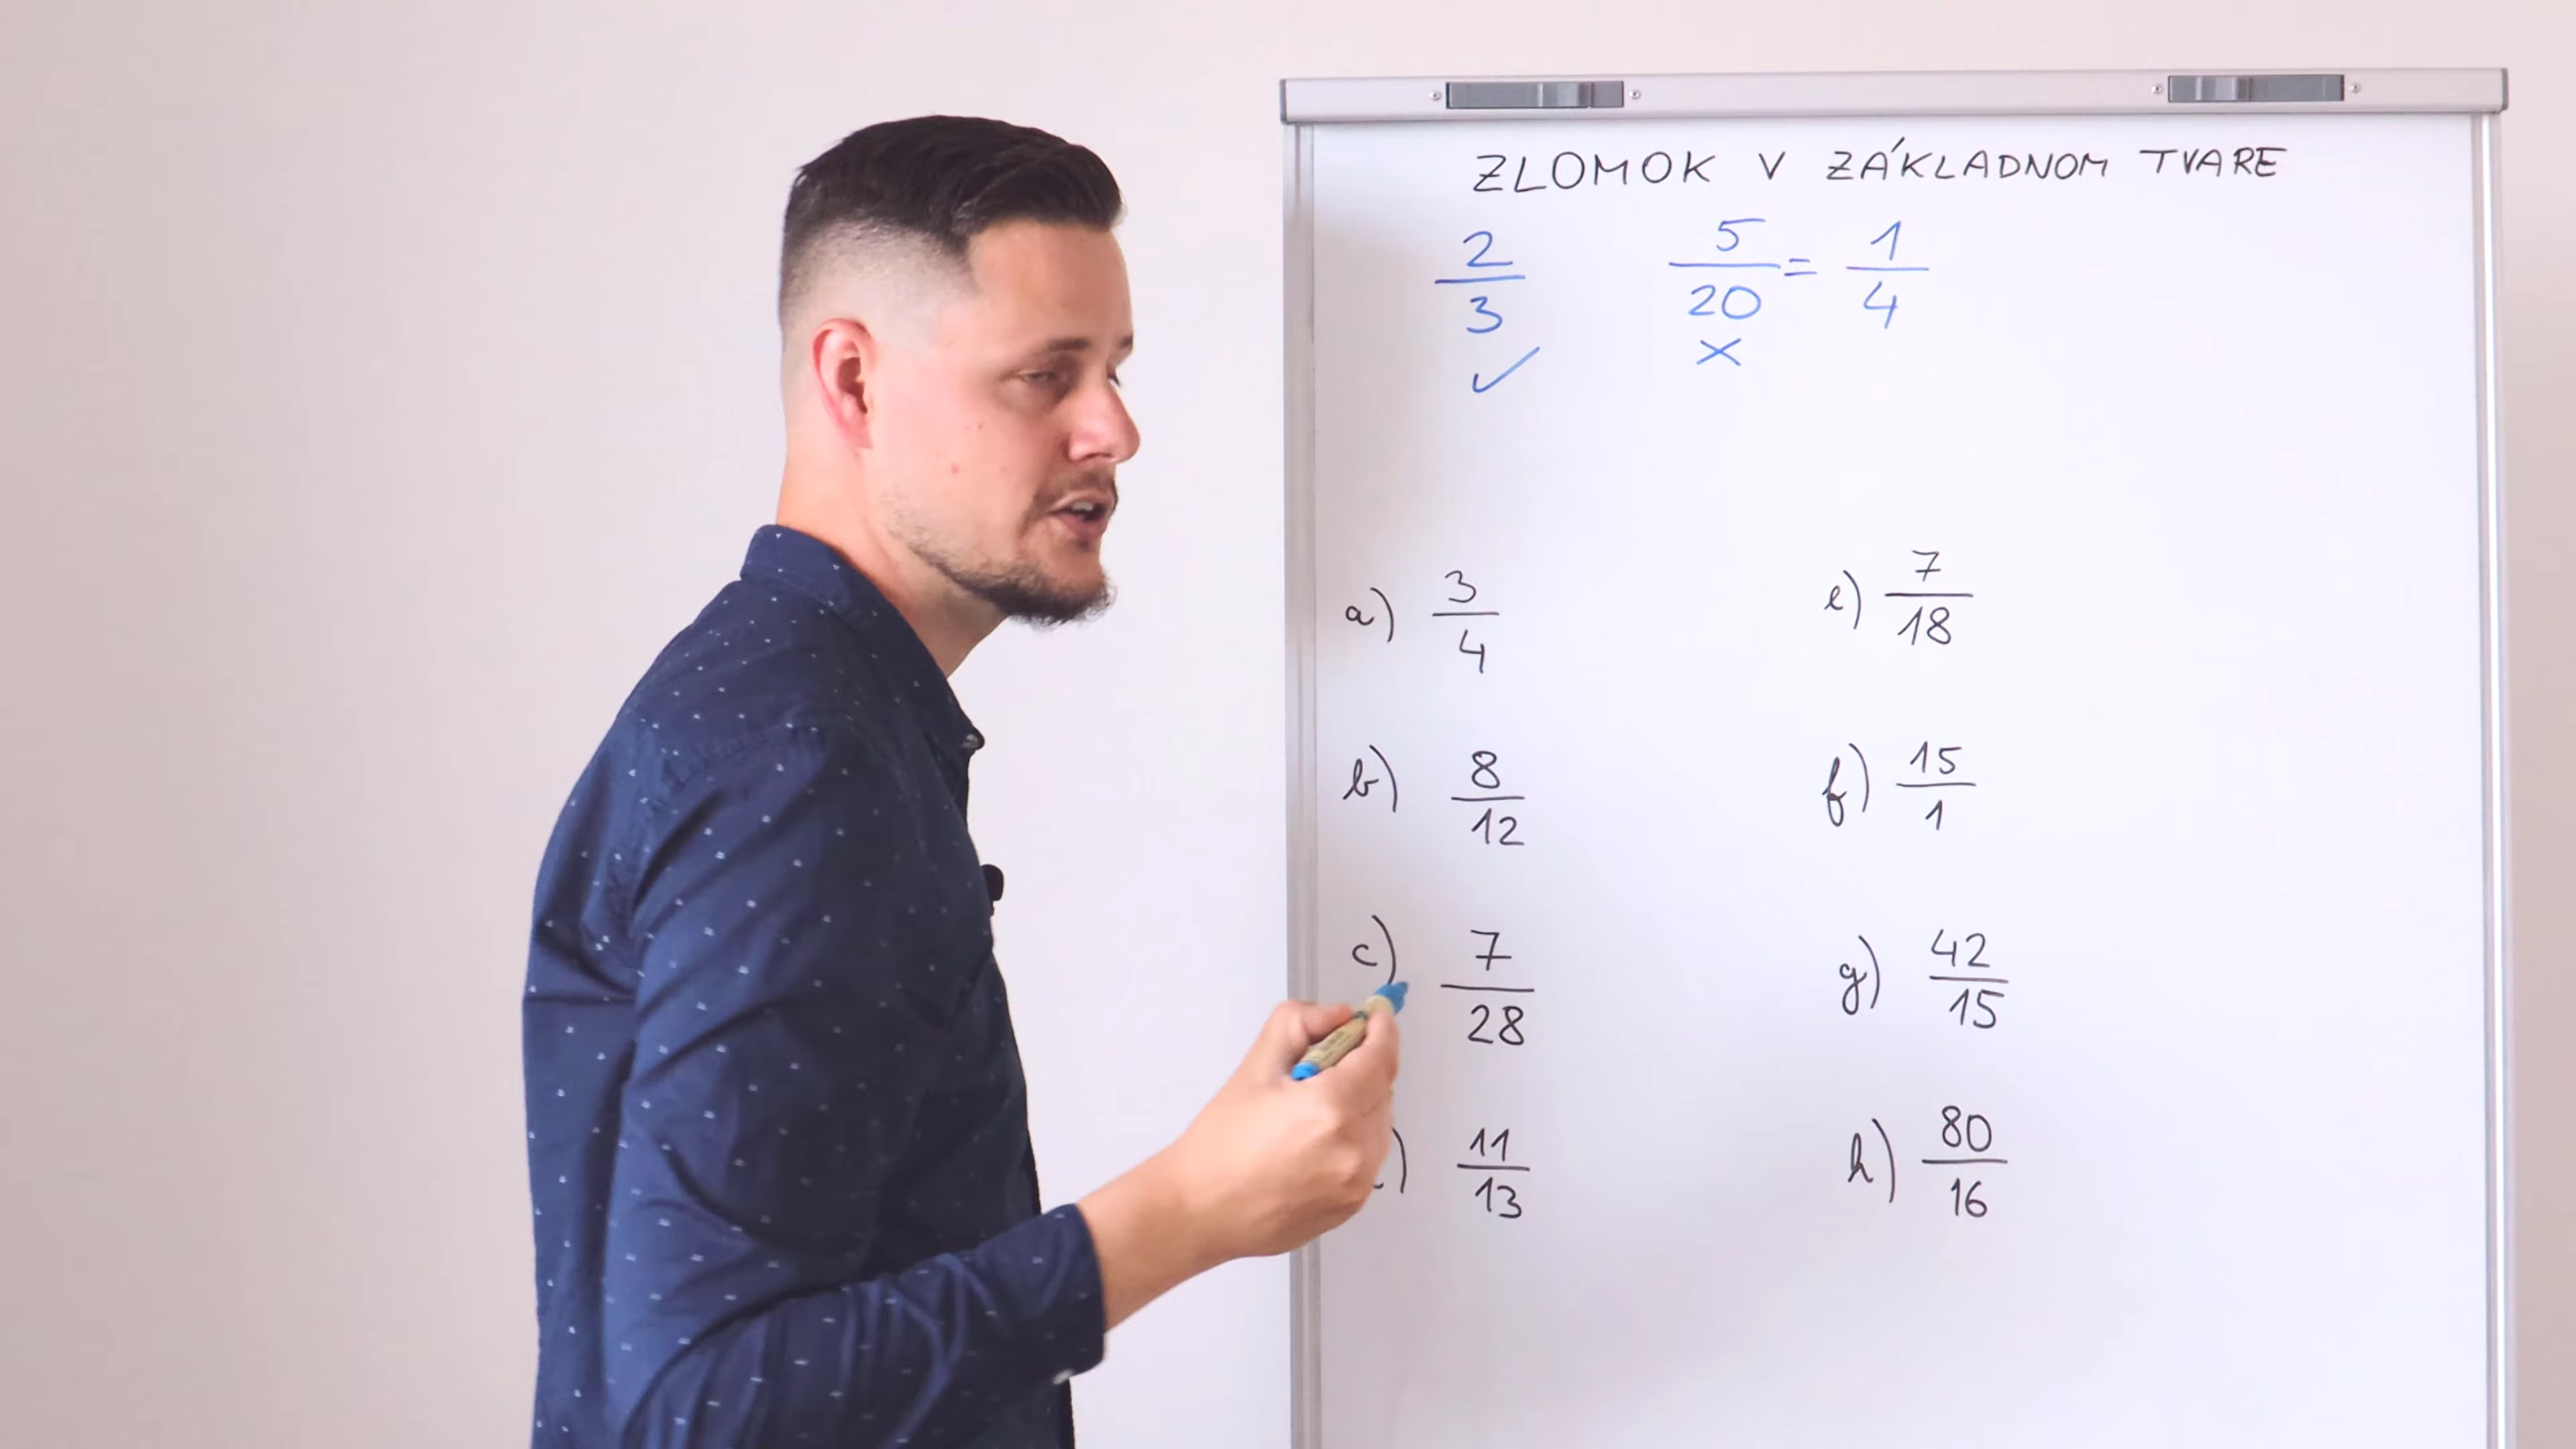 ZLOMOK V ZÁKLADNOM TVARE
2/3 5/20 = 1/4
✓ ×
a) 3/4
b) 8/12
c) 7/28
) 11/13
e) 7/18
f) 15/1
g) 42/15
h) 80/16